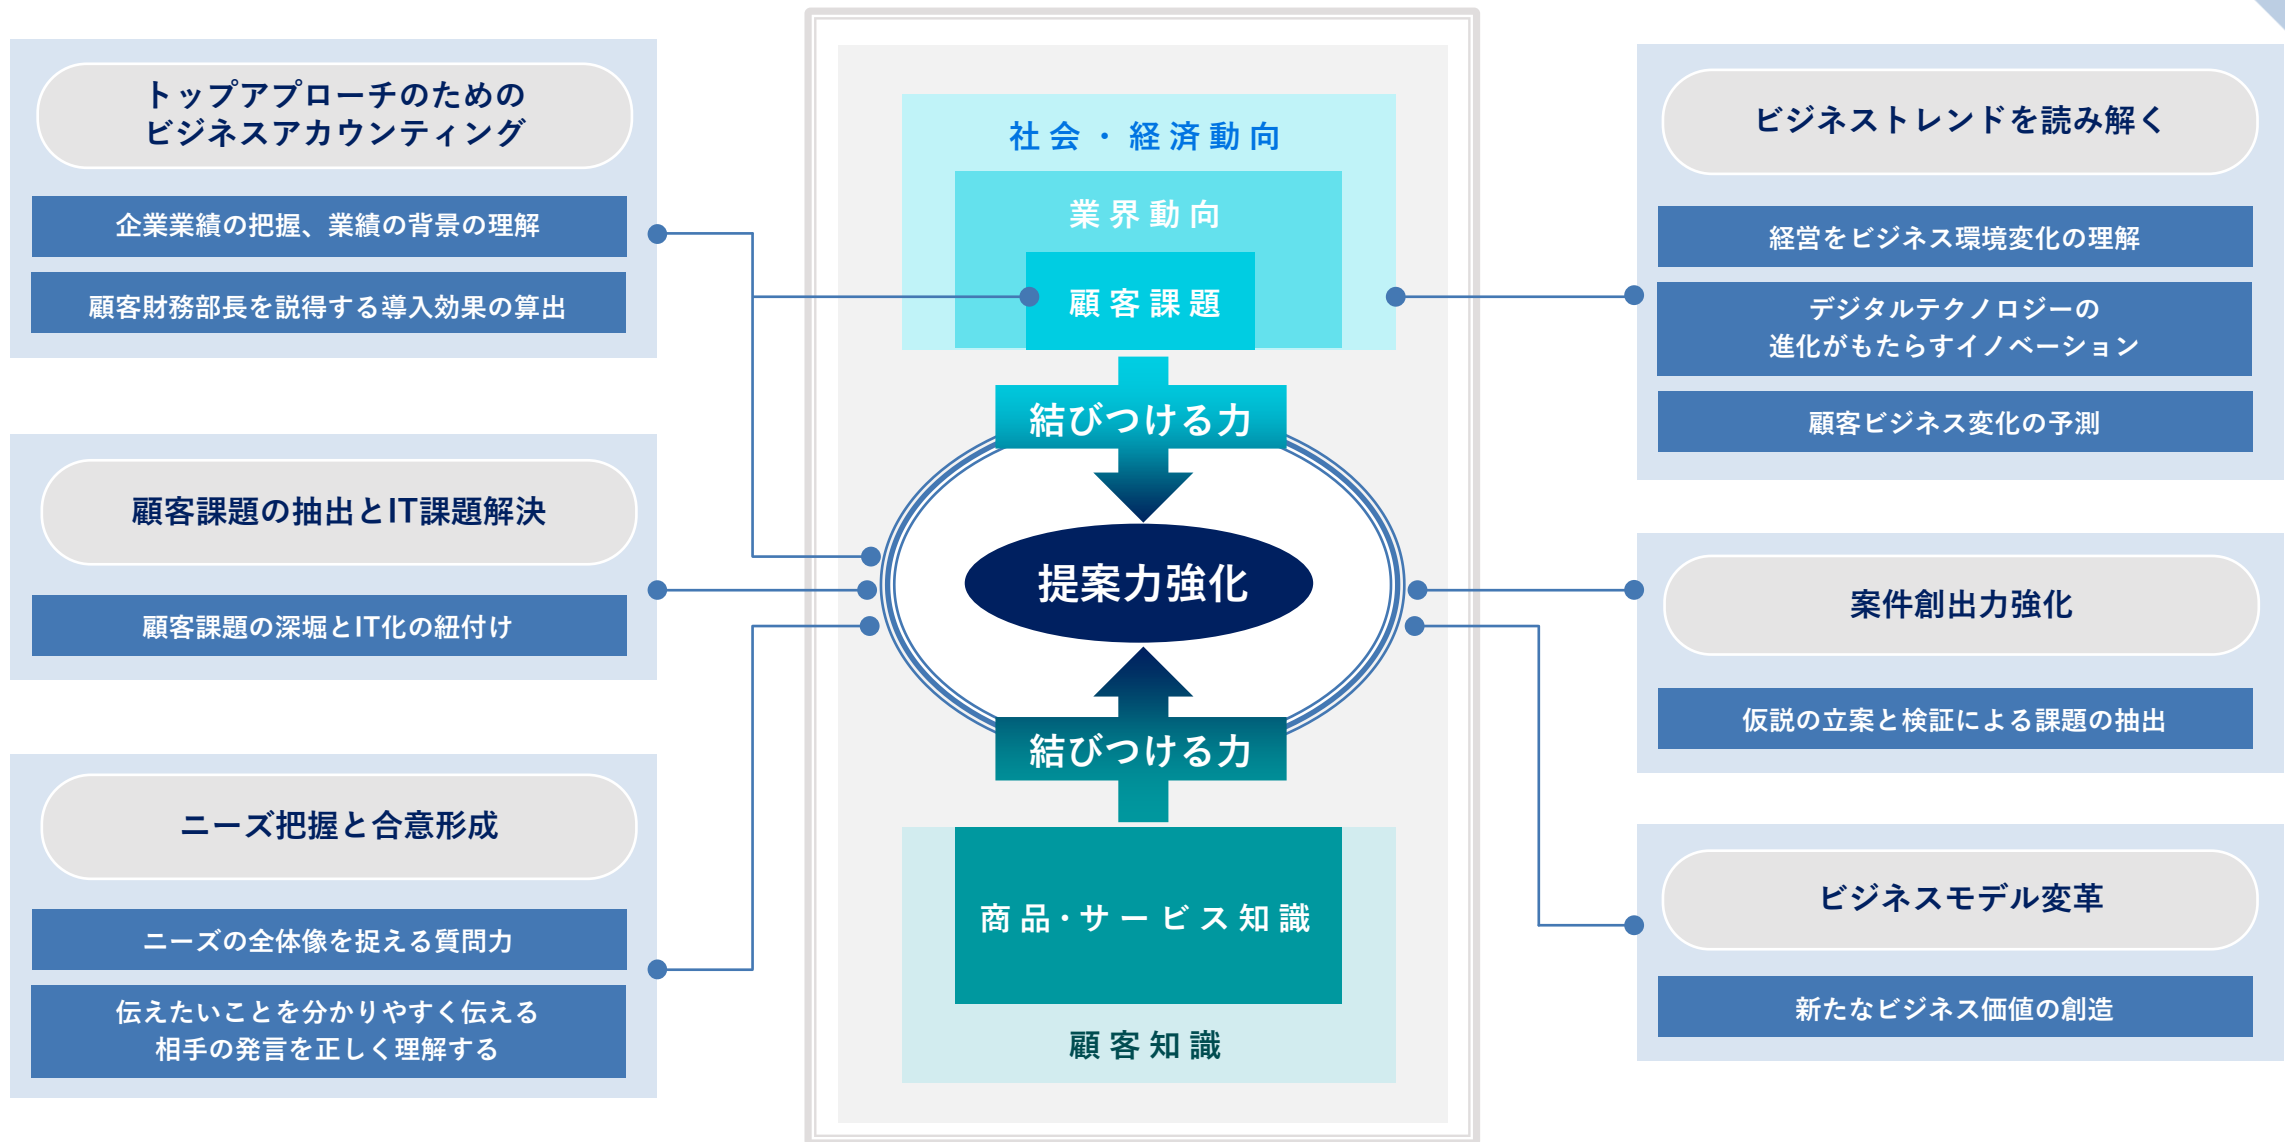 トップアプローチのための
ビジネスアカウンティング
企業業績の把握、業績の背景の理解
顧客財務部長を説得する導入効果の算出
顧客課題の抽出とIT課題解決
顧客課題の深堀とIT化の紐付け
ニーズ把握と合意形成
ニーズの全体像を捉える質問力
伝えたいことを分かりやすく伝える
相手の発言を正しく理解する
社会・経済動向
業界動向
顧客課題
結びつける力
提案力強化
結びつける力
商品・サービス知識
顧客知識
ビジネストレンドを読み解く
経営をビジネス環境変化の理解
デジタルテクノロジーの
進化がもたらすイノベーション
顧客ビジネス変化の予測
案件創出力強化
仮説の立案と検証による課題の抽出
ビジネスモデル変革
新たなビジネス価値の創造